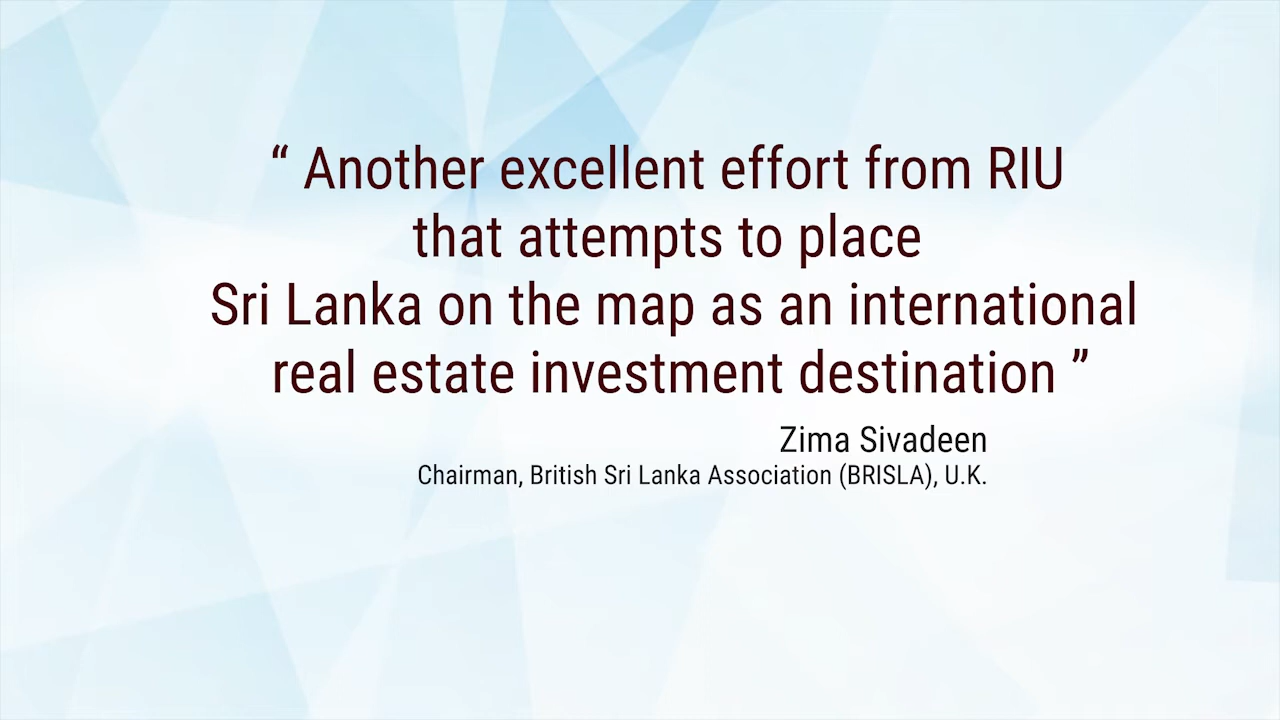 “ Another excellent effort from RIU
that attempts to place
Sri Lanka on the map as an international
real estate investment destination ”
Zima Sivadeen
Chairman, British Sri Lanka Association (BRISLA), U.K.